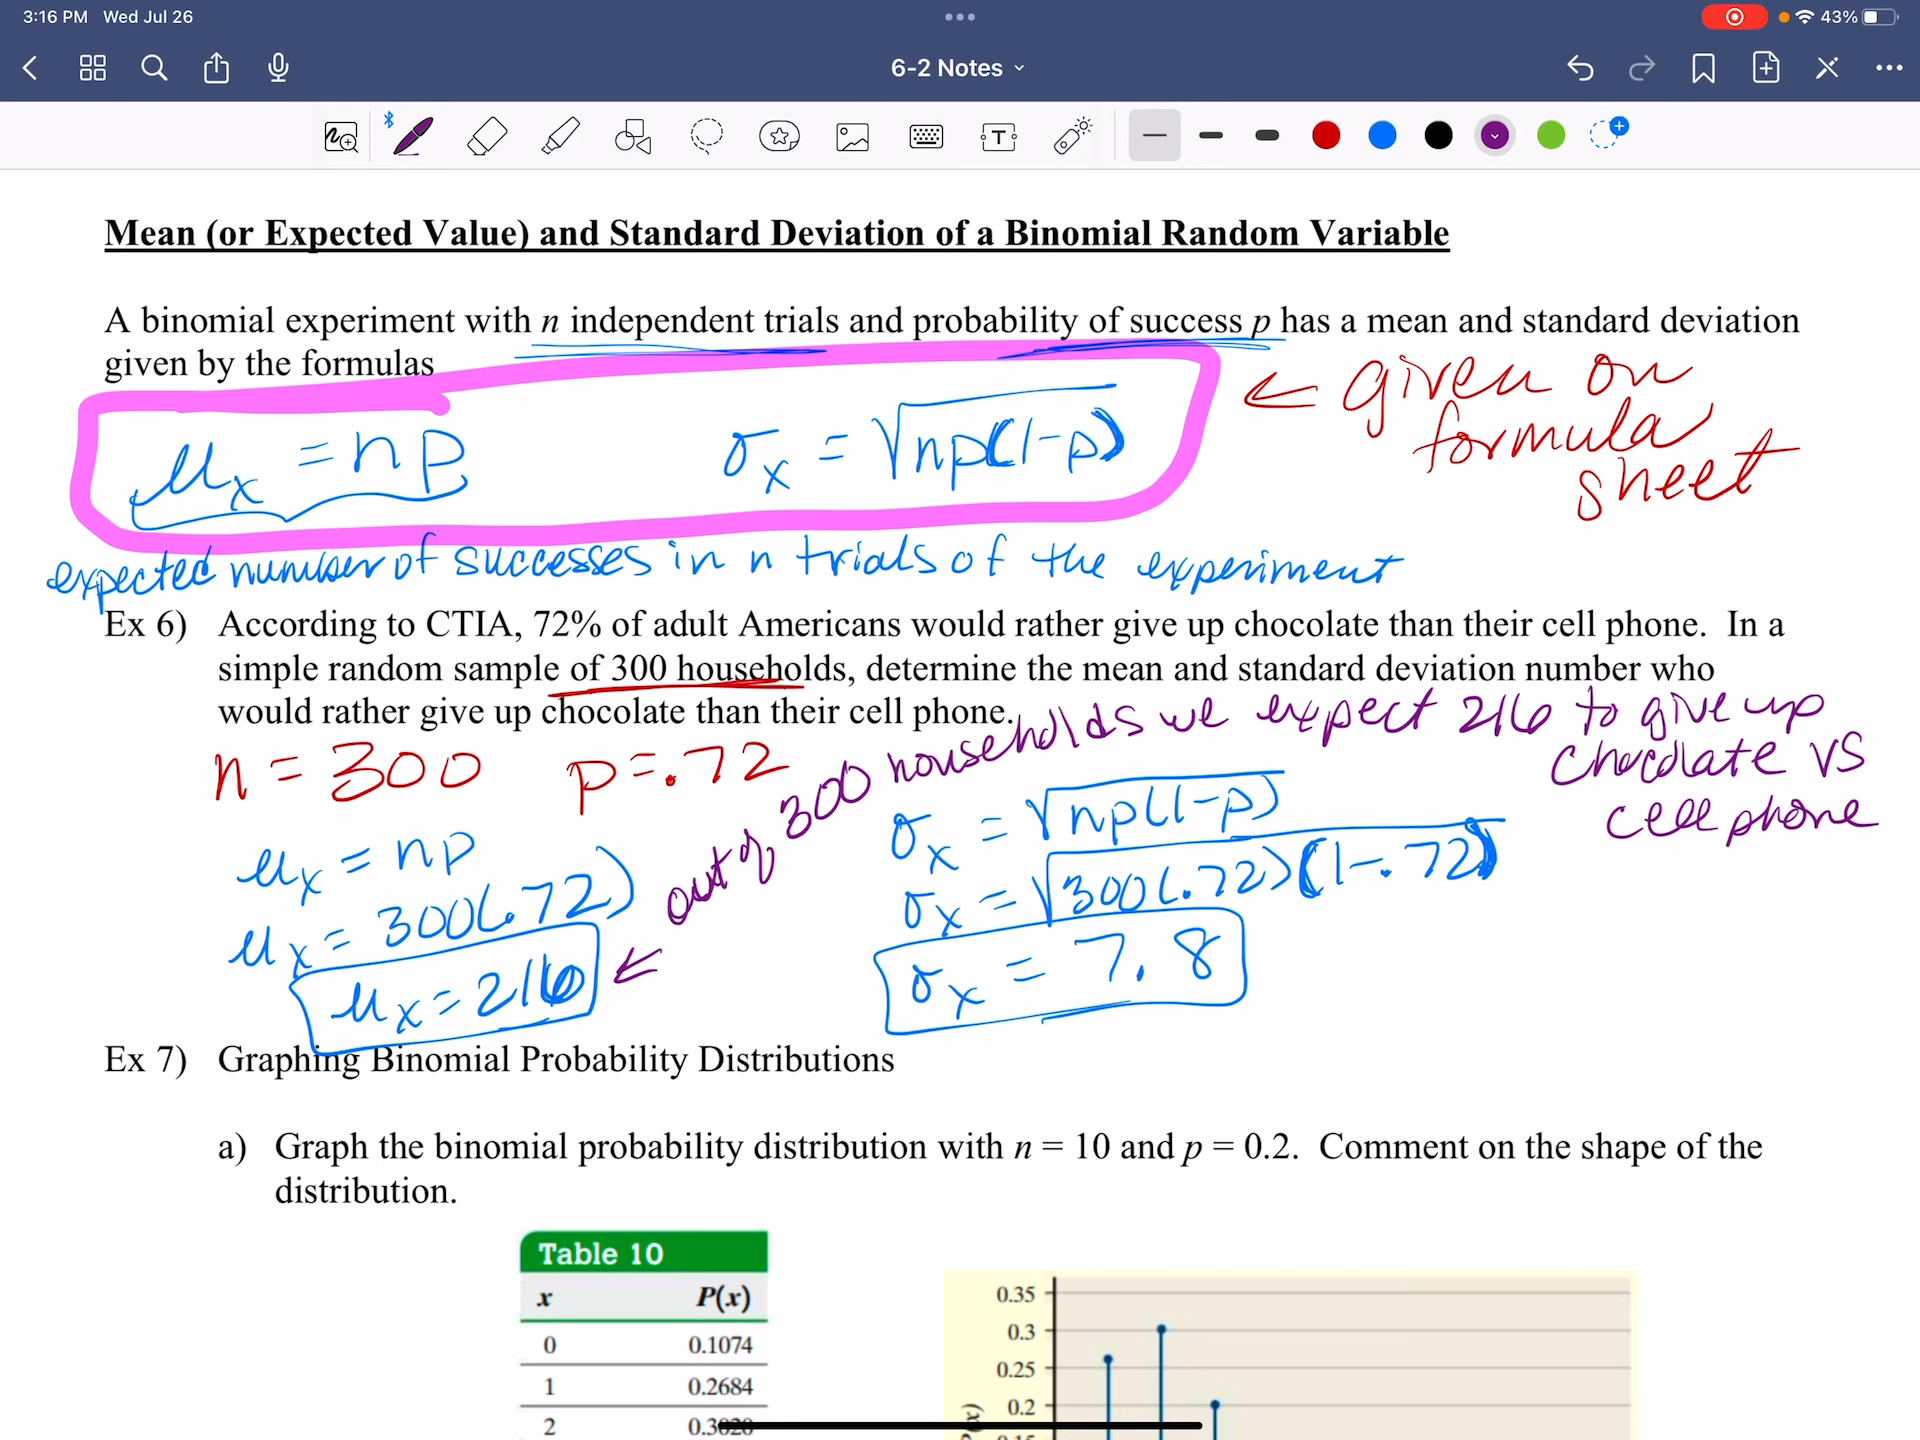 3:16 PM Wed Jul 26
43%
6-2 Notes
Mean (or Expected Value) and Standard Deviation of a Binomial Random Variable
A binomial experiment with n independent trials and probability of success p has a mean and standard deviation
given by the formulas
← given on
formula
sheet
μx = np
σx = √np(1-p)
expected number of successes in n trials of the experiment
Ex 6) According to CTIA, 72% of adult Americans would rather give up chocolate than their cell phone. In a
simple random sample of 300 households, determine the mean and standard deviation number who
would rather give up chocolate than their cell phone.
n = 300 p = .72
out of 300 households we expect 216 to give up
chocolate vs
cell phone
μx = np
μx = 300(.72)
μx = 216 ←
σx = √np(1-p)
σx = √300(.72)(1-.72)
σx = 7.8
Ex 7) Graphing Binomial Probability Distributions
a) Graph the binomial probability distribution with n = 10 and p = 0.2. Comment on the shape of the
distribution.
Table 10
x P(x)
0 0.1074
1 0.2684
2 0.3020
0.35
0.3
0.25
0.2
0.15